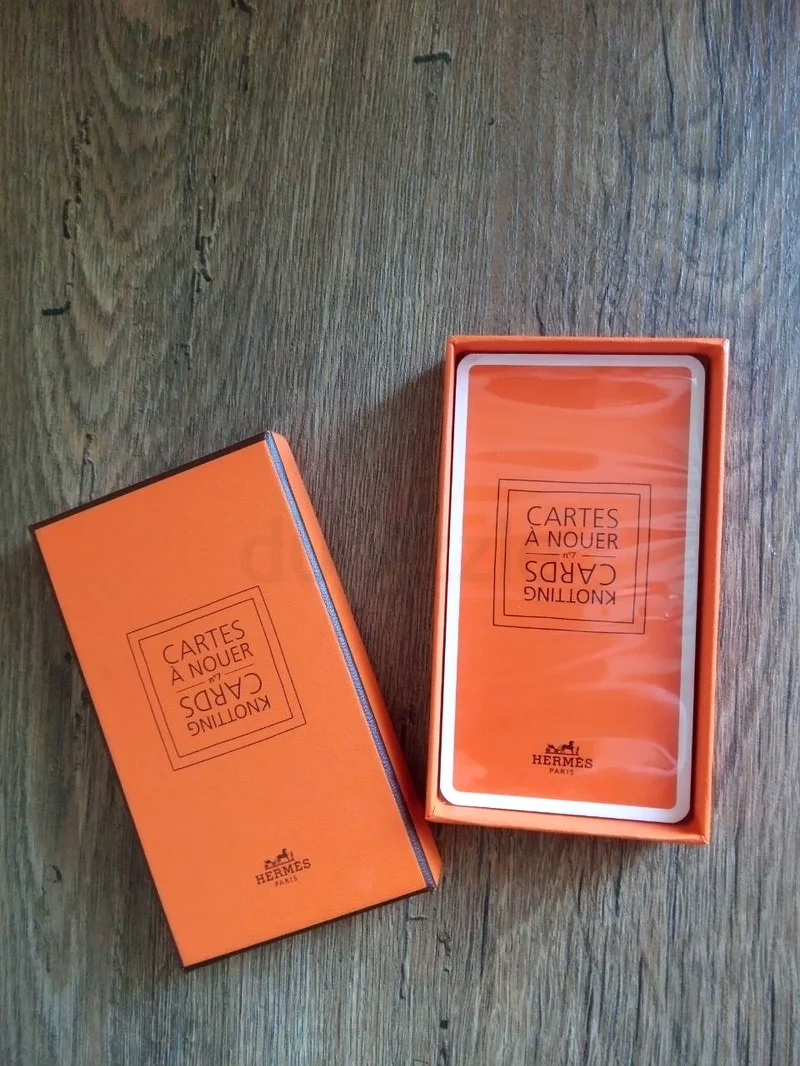 CARTES
À NOUER
n°7
KNOTTING
CARDS
HERMÈS
PARIS
CARTES
À NOUER
n°7
KNOTTING
CARDS
HERMÈS
PARIS